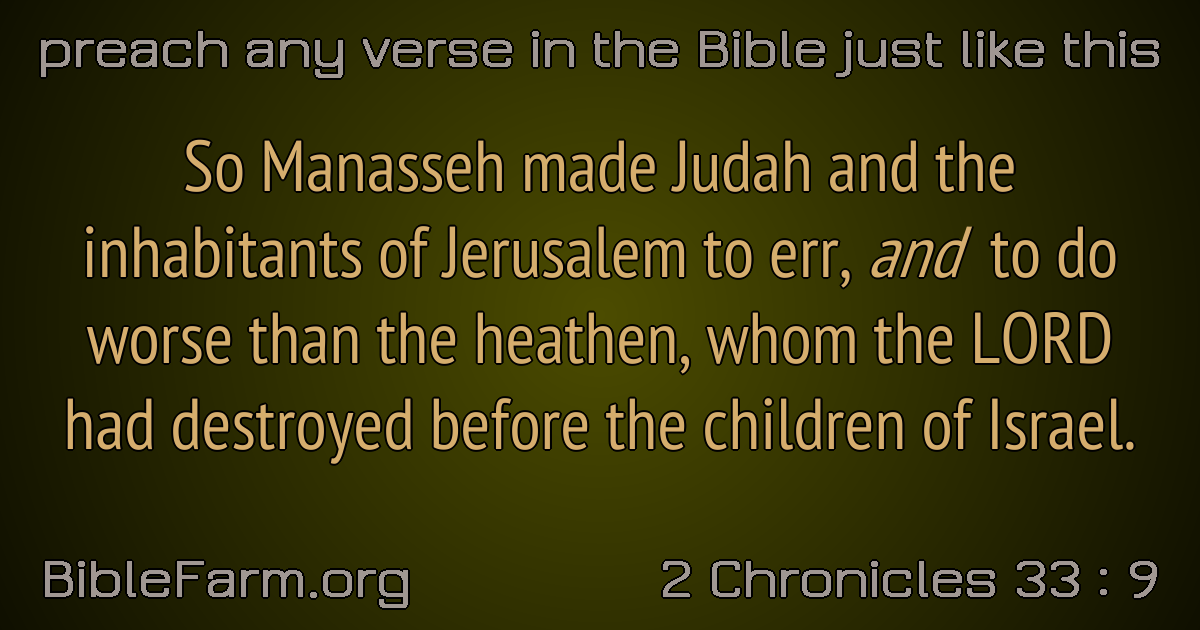 preach any verse in the Bible just like this
So Manasseh made Judah and the
inhabitants of Jerusalem to err, and to do
worse than the heathen, whom the LORD
had destroyed before the children of Israel.
BibleFarm.org
2 Chronicles 33 : 9